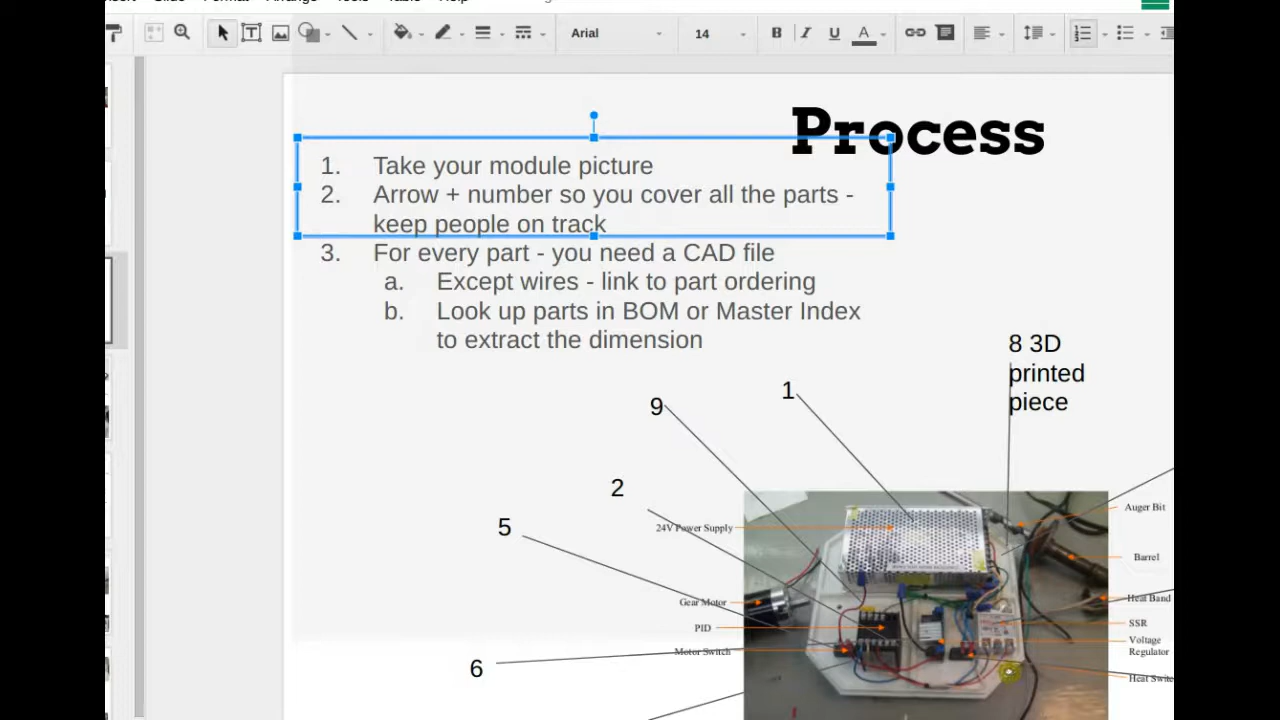 Arial
14
B I U A
Process
1. Take your module picture
2. Arrow + number so you cover all the parts -
keep people on track
3. For every part - you need a CAD file
a. Except wires - link to part ordering
b. Look up parts in BOM or Master Index
to extract the dimension
8 3D
printed
piece
1
9
2
5
6
24V Power Supply
Gear Motor
PID
Motor Switch
Auger Bit
Barrel
Heat Band
SSR
Voltage
Regulator